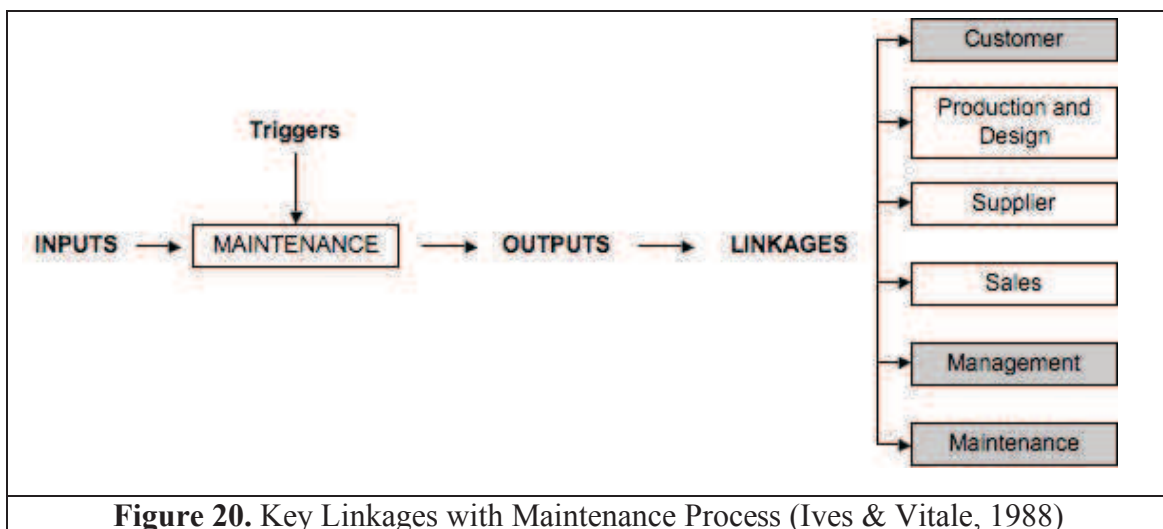 Customer
Production and
Design
Triggers
Supplier
INPUTS
MAINTENANCE
OUTPUTS
LINKAGES
Sales
Management
Maintenance
Figure 20. Key Linkages with Maintenance Process (Ives & Vitale, 1988)